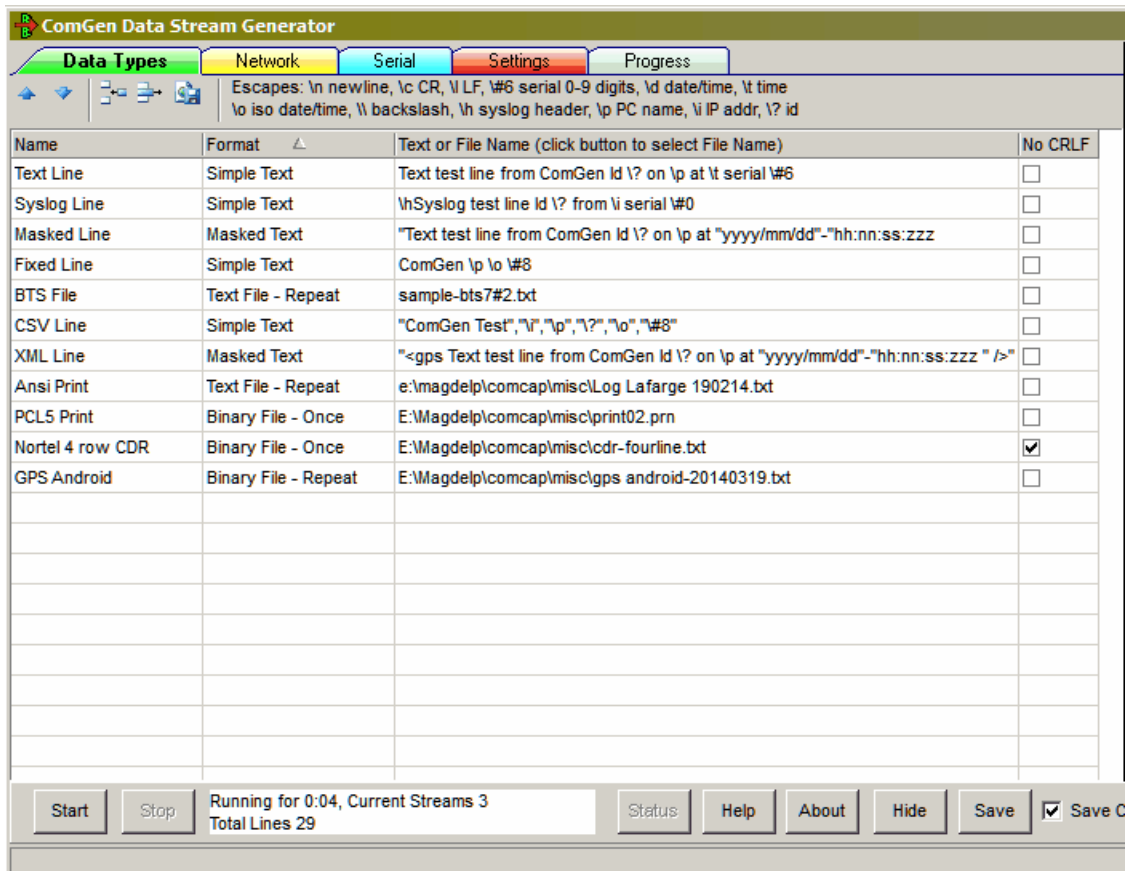 ComGen Data Stream Generator
Data Types Network Serial Settings Progress
Escapes: \n newline, \c CR, \l LF, \#6 serial 0-9 digits, \d date/time, \t time
\o iso date/time, \\ backslash, \h syslog header, \p PC name, \i IP addr, \? id
Name Format Text or File Name (click button to select File Name) No CRLF
Text Line Simple Text Text test line from ComGen Id \? on \p at \t serial \#6
Syslog Line Simple Text \hSyslog test line Id \? from \i serial \#0
Masked Line Masked Text "Text test line from ComGen Id \? on \p at "yyyy/mm/dd"-"hh:nn:ss:zzz
Fixed Line Simple Text ComGen \p \o \#8
BTS File Text File - Repeat sample-bts7#2.txt
CSV Line Simple Text "ComGen Test","\i","\p","\?","\o","\#8"
XML Line Masked Text "<gps Text test line from ComGen Id \? on \p at "yyyy/mm/dd"-"hh:nn:ss:zzz " />"
Ansi Print Text File - Repeat e:\magdelp\comcap\misc\Log Lafarge 190214.txt
PCL5 Print Binary File - Once E:\Magdelp\comcap\misc\print02.prn
Nortel 4 row CDR Binary File - Once E:\Magdelp\comcap\misc\cdr-fourline.txt
GPS Android Binary File - Repeat E:\Magdelp\comcap\misc\gps android-20140319.txt
Start Stop Running for 0:04, Current Streams 3 Status Help About Hide Save Save C
Total Lines 29